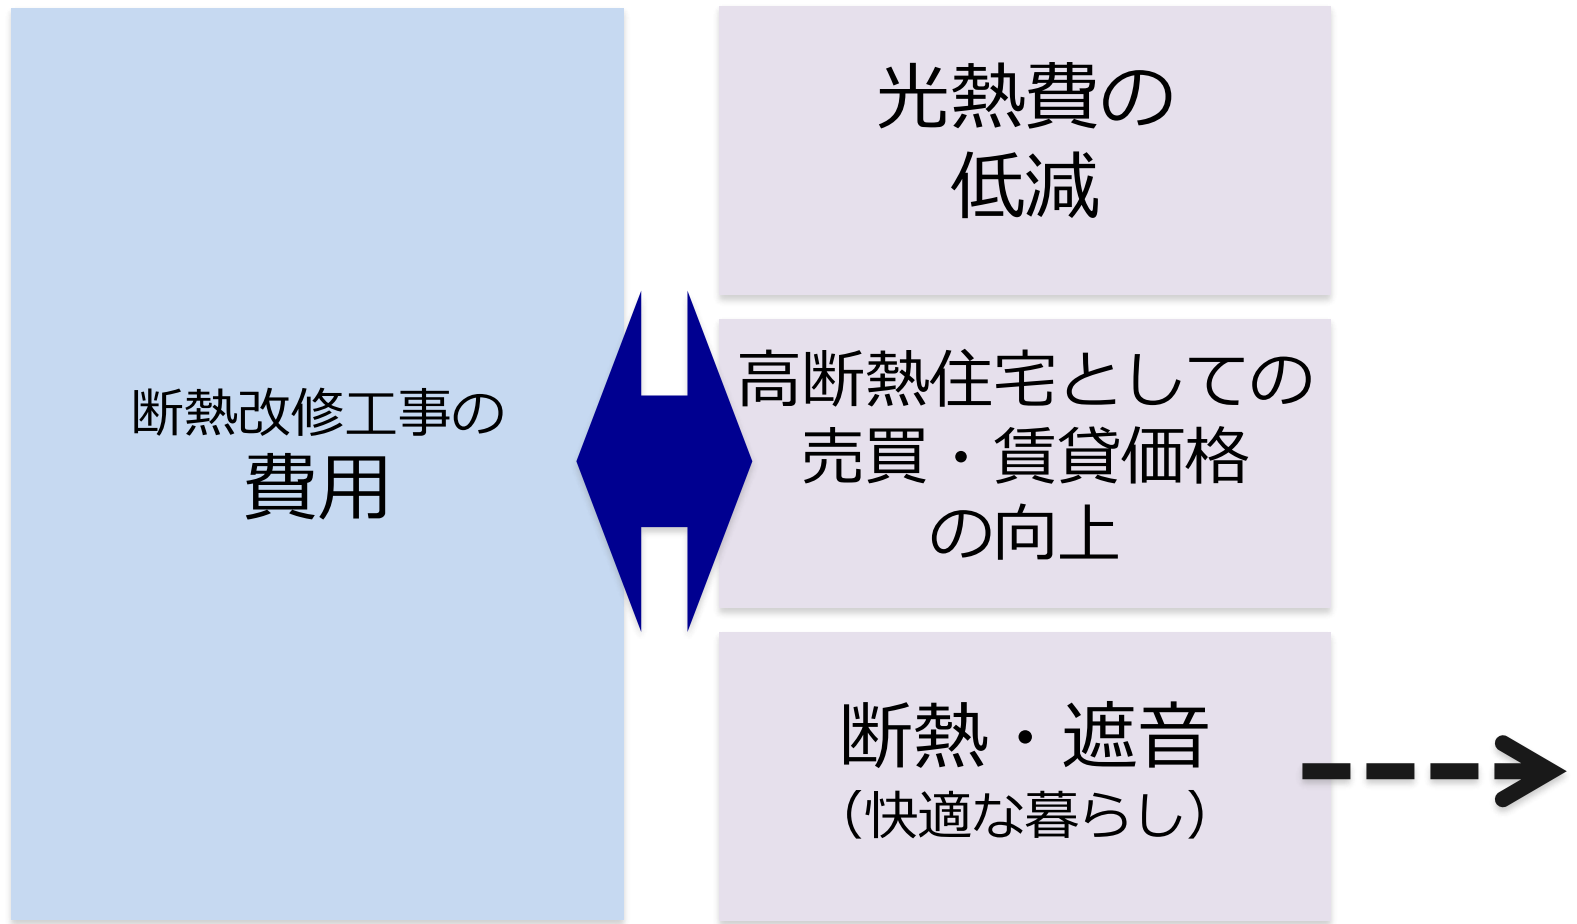 断熱改修工事の
費用
光熱費の
低減
高断熱住宅としての
売買・賃貸価格
の向上
断熱・遮音
（快適な暮らし）